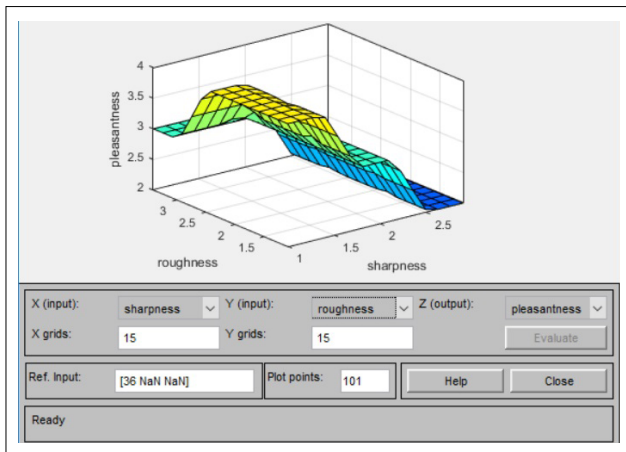 4
3.5
3
2.5
2
pleasantness
3
2.5
2
1.5
roughness
1
1.5
2
2.5
sharpness
X (input): sharpness Y (input): roughness Z (output): pleasantness
X grids: 15 Y grids: 15 Evaluate
Ref. Input: [36 NaN NaN] Plot points: 101 Help Close
Ready